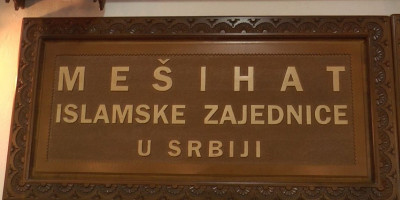 MEŠIHAT
ISLAMSKE ZAJEDNICE
U SRBIJI